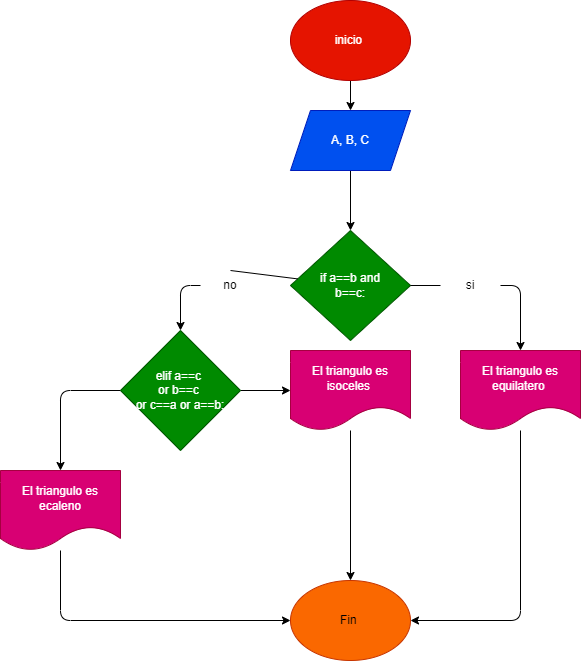 inicio
A, B, C
if a==b and
b==c:
no
si
elif a==c
or b==c
or c==a or a==b:
El triangulo es
isoceles
El triangulo es
equilatero
El triangulo es
ecaleno
Fin